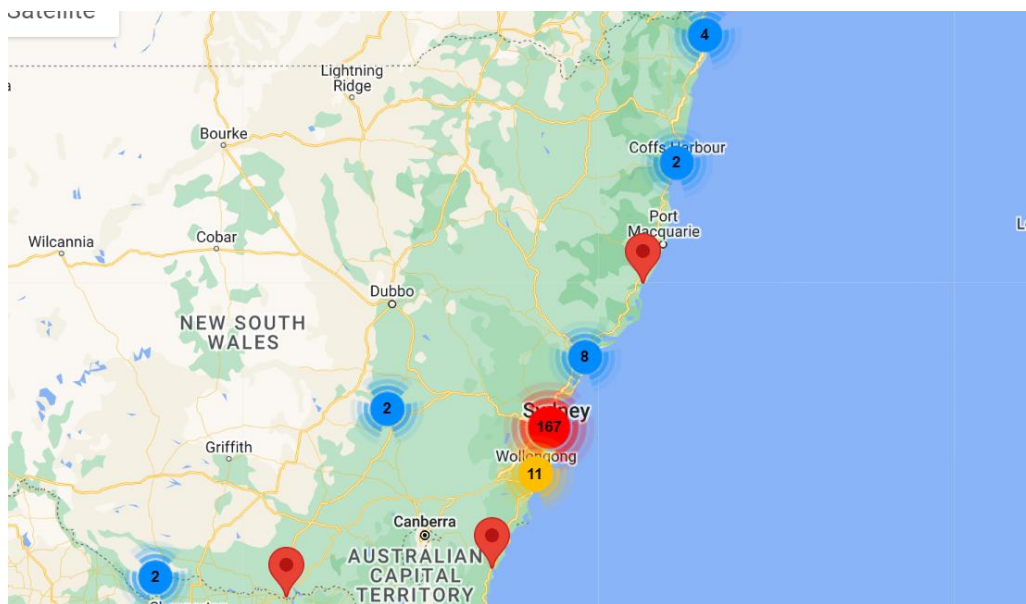 Satellite
4
Lightning
Ridge
Bourke
Coffs Harbour
2
Port
Macquarie
Wilcannia
Cobar
Dubbo
NEW SOUTH
WALES
8
2
Sydney
167
Griffith
Wollongong
11
Canberra
AUSTRALIAN
CAPITAL
TERRITORY
2